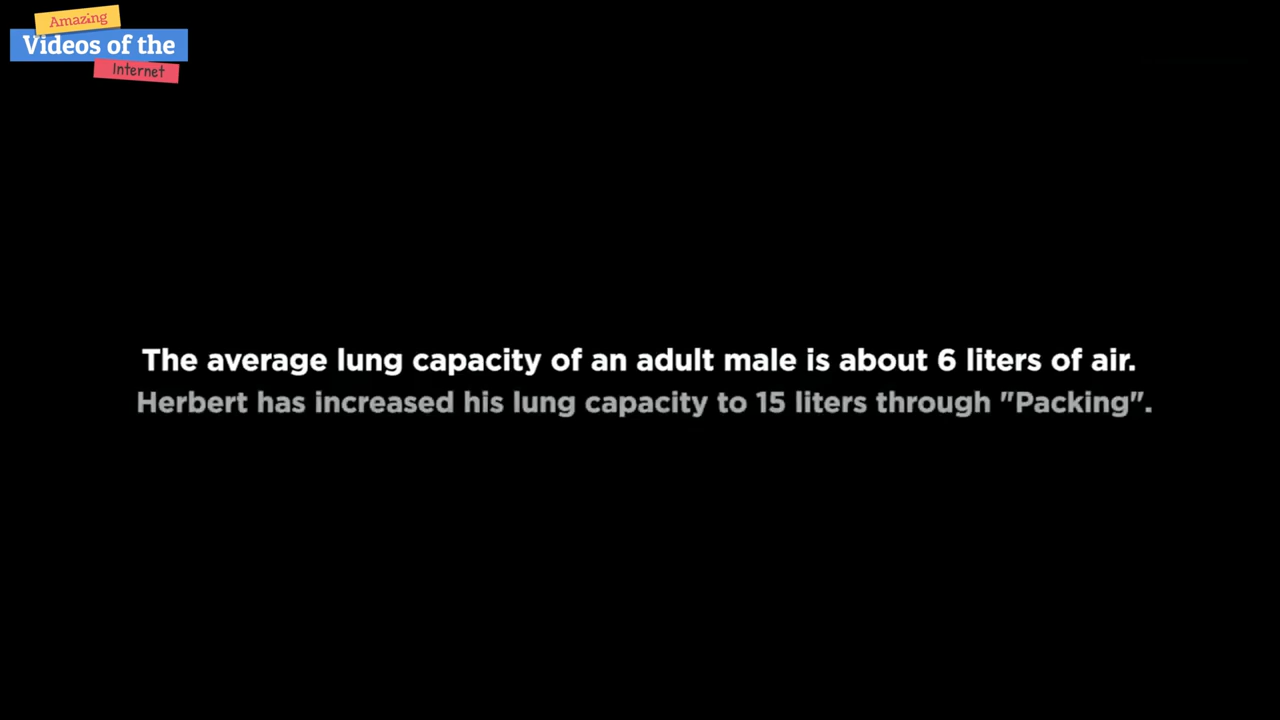 Amazing
Videos of the
Internet
The average lung capacity of an adult male is about 6 liters of air.
Herbert has increased his lung capacity to 15 liters through "Packing".